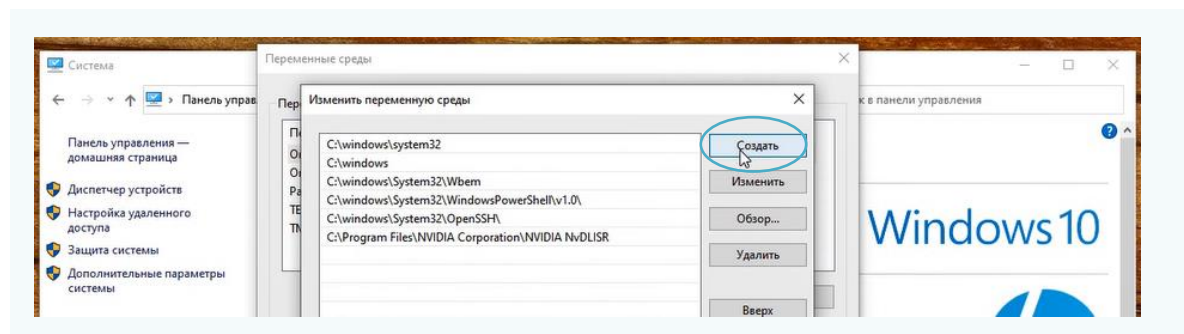 Система
Переменные среды
Панель управ
Пер
Изменить переменную среды
к в панели управления
Панель управления —
домашняя страница
Диспетчер устройств
Настройка удаленного
доступа
Защита системы
Дополнительные параметры
системы
C:\windows\system32
C:\windows
C:\windows\System32\Wbem
C:\windows\System32\WindowsPowerShell\v1.0\
C:\windows\System32\OpenSSH\
C:\Program Files\NVIDIA Corporation\NVIDIA NvDLISR
Создать
Изменить
Обзор...
Удалить
Вверх
Windows 10